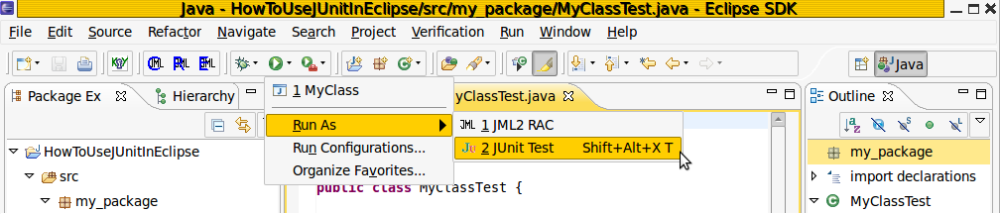 Java - HowToUseJUnitInEclipse/src/my_package/MyClassTest.java - Eclipse SDK
File Edit Source Refactor Navigate Search Project Verification Run Window Help
Java
Package Ex Hierarchy yClassTest.java Outline
1 MyClass
Run As 1 JML2 RAC
Run Configurations... 2 JUnit Test Shift+Alt+X T
Organize Favorites...
HowToUseJUnitInEclipse
src
my_package
public class MyClassTest {
my_package
import declarations
MyClassTest